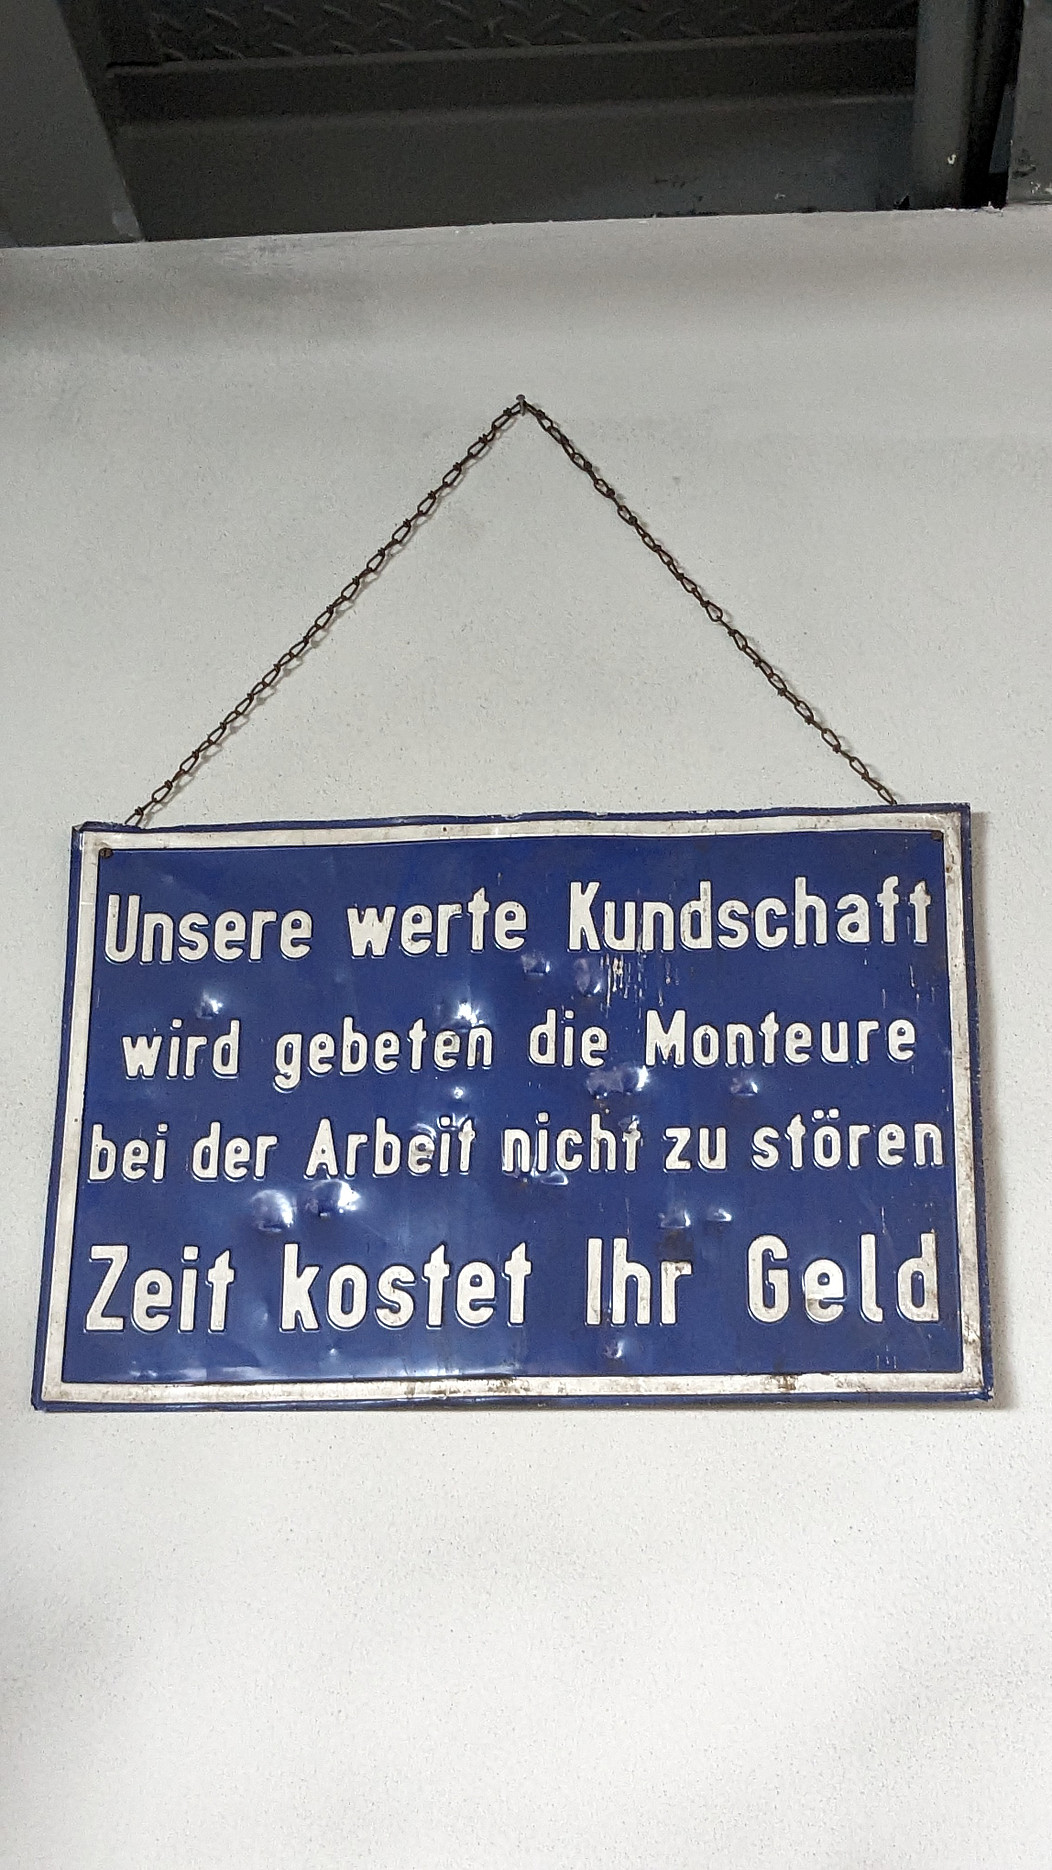 Unsere werte Kundschaft
wird gebeten die Monteure
bei der Arbeit nicht zu stören
Zeit kostet Ihr Geld